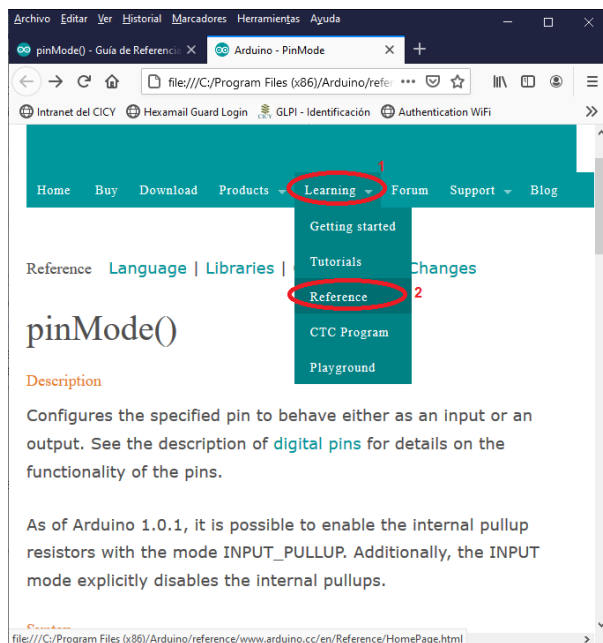 Archivo Editar Ver Historial Marcadores Herramientas Ayuda
pinMode() - Guía de Referencia
Arduino - PinMode
file:///C:/Program Files (x86)/Arduino/refer
Intranet del CICY Hexamail Guard Login GLPI - Identificación Authentication WiFi
1
Home Buy Download Products Learning Forum Support Blog
Getting started
Tutorials
Reference
2
CTC Program
Playground
Reference Language | Libraries | Changes
pinMode()
Description
Configures the specified pin to behave either as an input or an
output. See the description of digital pins for details on the
functionality of the pins.
As of Arduino 1.0.1, it is possible to enable the internal pullup
resistors with the mode INPUT_PULLUP. Additionally, the INPUT
mode explicitly disables the internal pullups.
file:///C:/Program Files (x86)/Arduino/reference/www.arduino.cc/en/Reference/HomePage.html